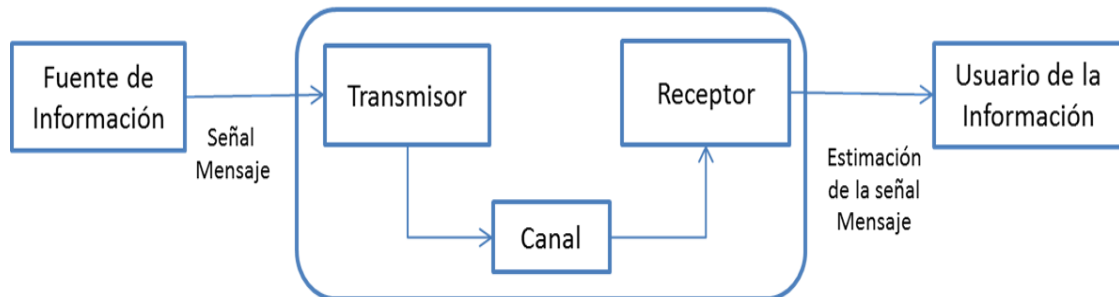 Fuente de
Información
Señal
Mensaje
Transmisor
Canal
Receptor
Estimación
de la señal
Mensaje
Usuario de la
Información